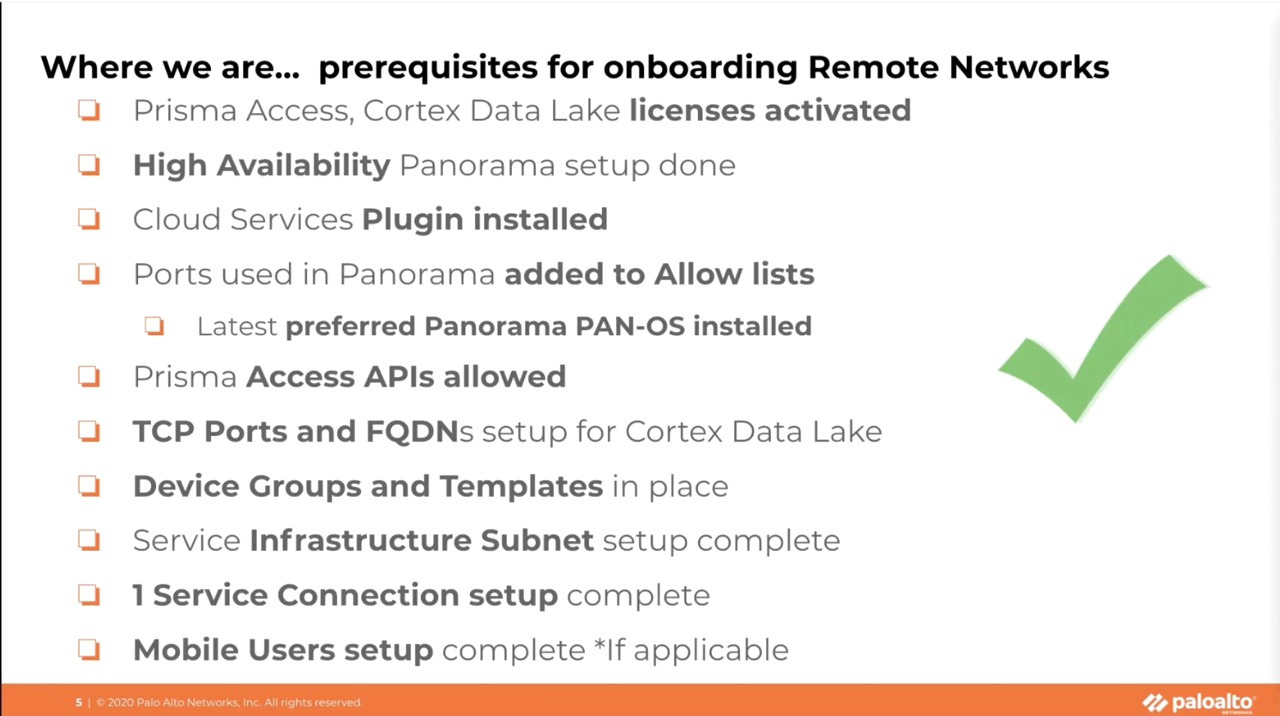 Where we are... prerequisites for onboarding Remote Networks
Prisma Access, Cortex Data Lake licenses activated
High Availability Panorama setup done
Cloud Services Plugin installed
Ports used in Panorama added to Allow lists
Latest preferred Panorama PAN-OS installed
Prisma Access APIs allowed
TCP Ports and FQDNs setup for Cortex Data Lake
Device Groups and Templates in place
Service Infrastructure Subnet setup complete
1 Service Connection setup complete
Mobile Users setup complete *If applicable
5 | © 2020 Palo Alto Networks, Inc. All rights reserved.
paloalto
NETWORKS